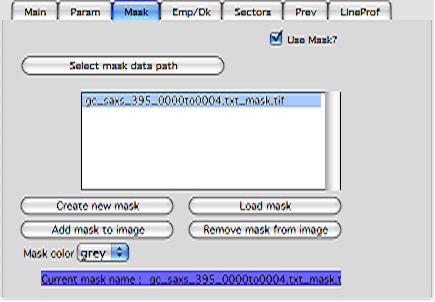 Main Param Mask Emp/Dk Sectors Prev LineProf
Use Mask?
Select mask data path
gc_saxs_395_0000to0004.txt_mask.tif
Create new mask Load mask
Add mask to image Remove mask from image
Mask color grey
Current mask name : gc_saxs_395_0000to0004.txt_mask.t